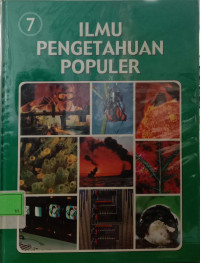 7
ILMU
PENGETAHUAN
POPULER